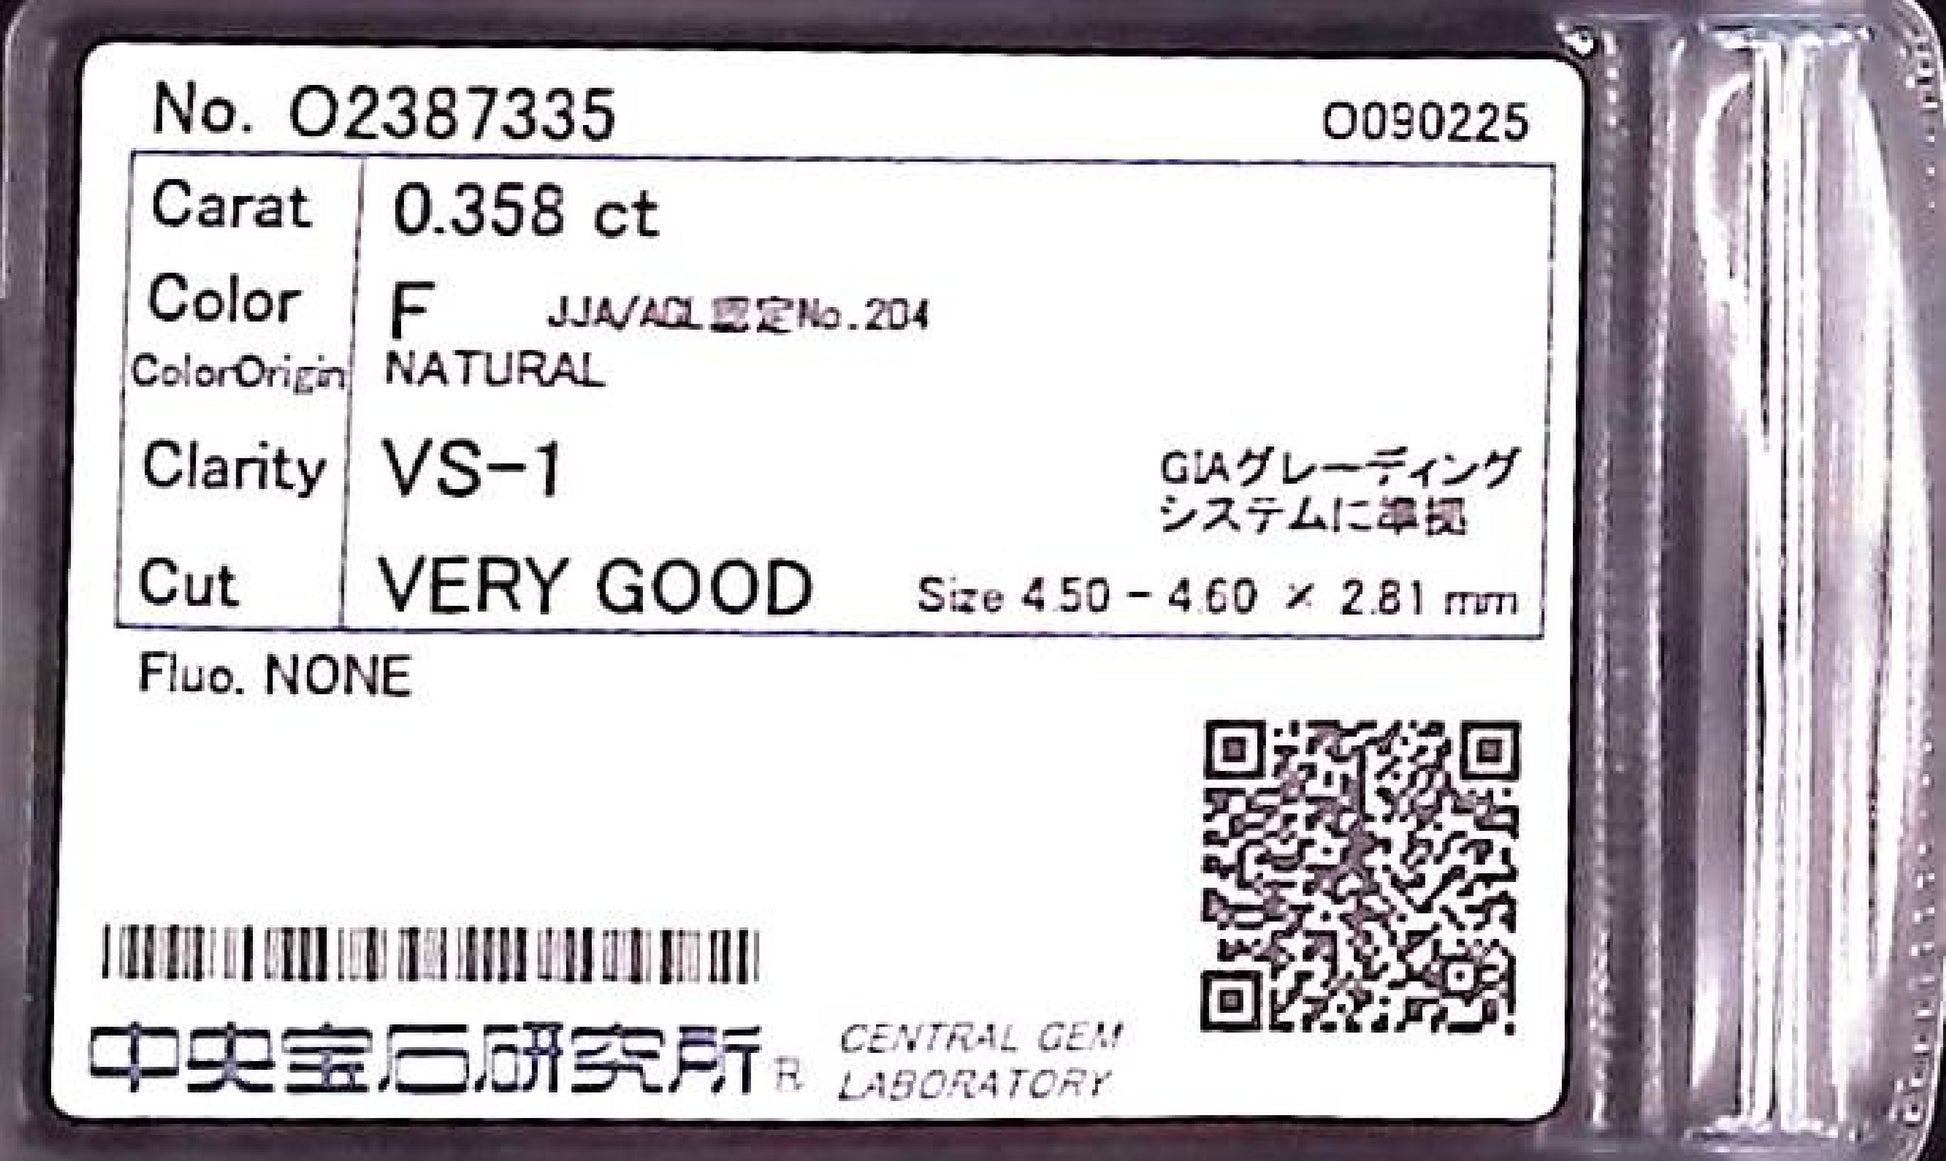 No. O2387335 O090225
Carat 0.358 ct
Color F JJA/AGL認定No.204
ColorOrigin NATURAL
Clarity VS-1
GIAグレーディング
システムに準拠
Cut VERY GOOD Size 4.50 - 4.60 × 2.81 mm
Fluo. NONE
中央宝石研究所 R
CENTRAL GEM
LABORATORY